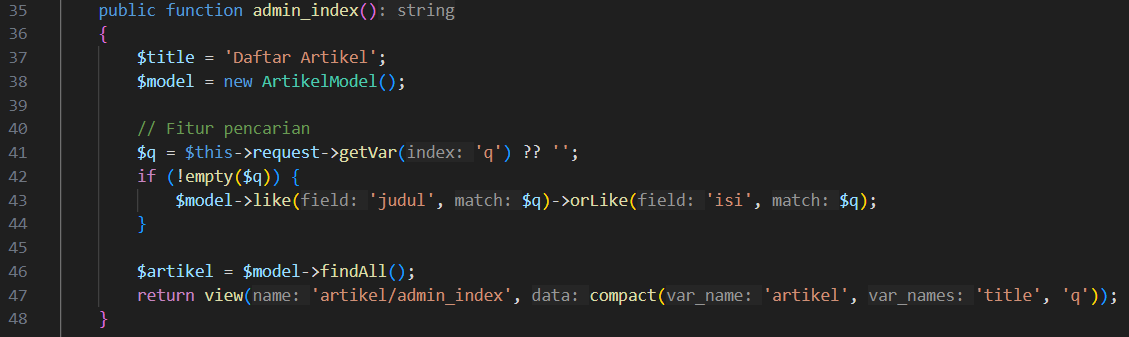 35 public function admin_index(): string
36 {
37 $title = 'Daftar Artikel';
38 $model = new ArtikelModel();
39
40 // Fitur pencarian
41 $q = $this->request->getVar(index: 'q') ?? '';
42 if (!empty($q)) {
43 $model->like(field: 'judul', match: $q)->orLike(field: 'isi', match: $q);
44 }
45
46 $artikel = $model->findAll();
47 return view(name: 'artikel/admin_index', data: compact(var_name: 'artikel', var_names: 'title', 'q'));
48 }